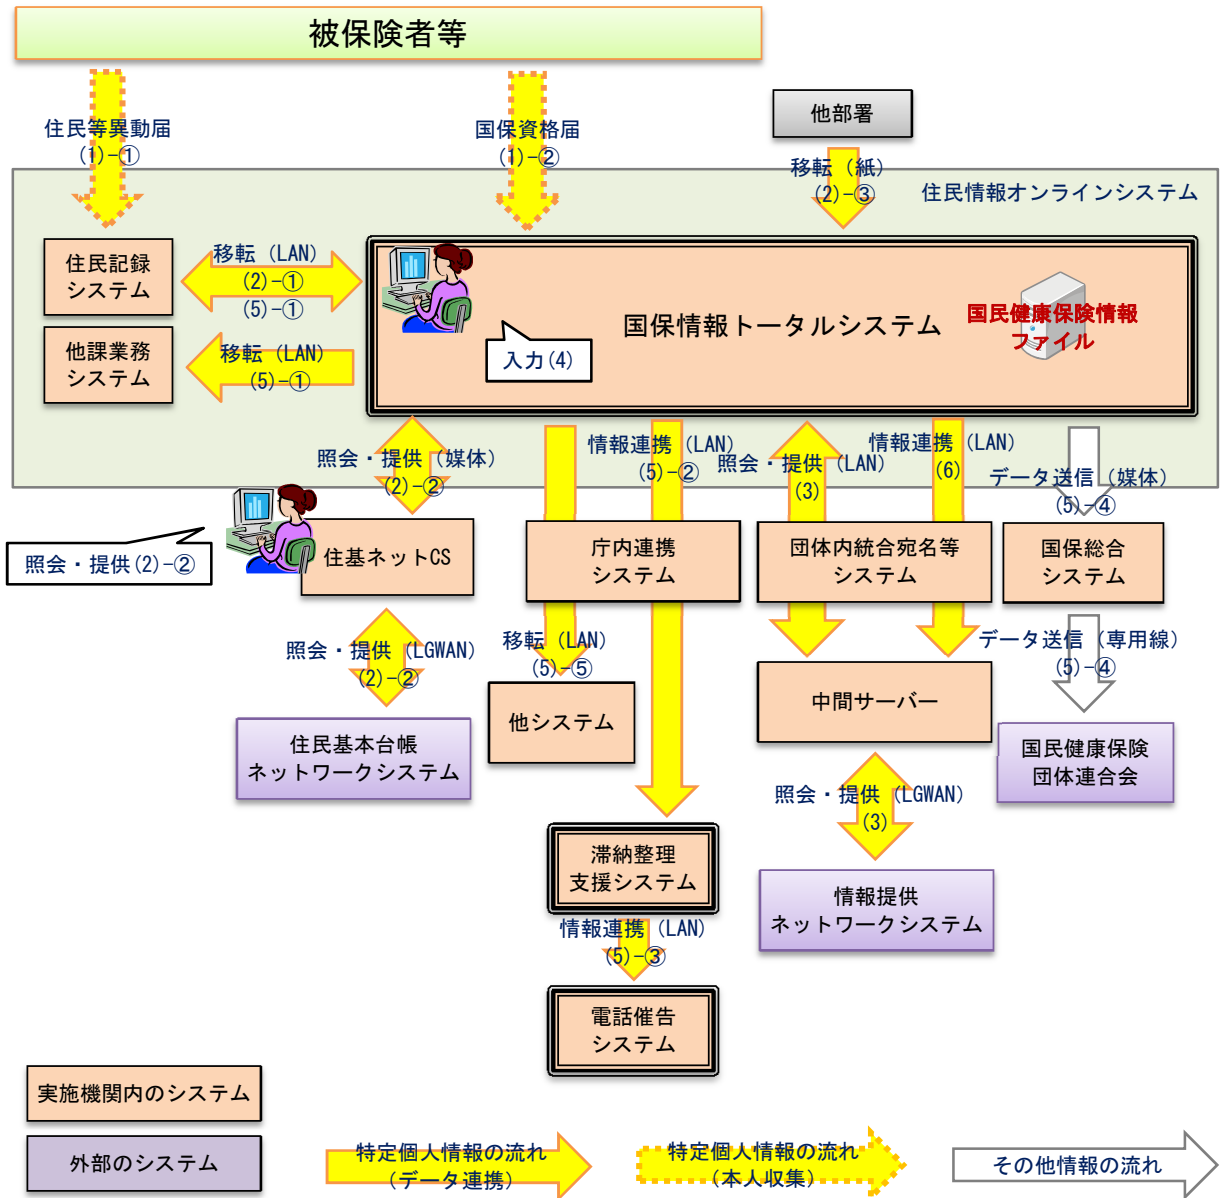 被保険者等
住民等異動届
(1)-①
国保資格届
(1)-②
他部署
移転（紙）
(2)-③
住民情報オンラインシステム
住民記録
システム
移転（LAN）
(2)-①
(5)-①
国保情報トータルシステム
国民健康保険情報
ファイル
入力(4)
他課業務
システム
移転（LAN）
(5)-①
照会・提供（媒体）
(2)-②
情報連携（LAN）
(5)-②
照会・提供（LAN）
(3)
情報連携（LAN）
(6)
データ送信（媒体）
(5)-④
照会・提供(2)-②
住基ネットCS
庁内連携
システム
団体内統合宛名等
システム
国保総合
システム
照会・提供（LGWAN）
(2)-②
移転（LAN）
(5)-⑤
データ送信（専用線）
(5)-④
住民基本台帳
ネットワークシステム
他システム
中間サーバー
国民健康保険
団体連合会
照会・提供（LGWAN）
(3)
滞納整理
支援システム
情報提供
ネットワークシステム
情報連携（LAN）
(5)-③
電話催告
システム
実施機関内のシステム
外部のシステム
特定個人情報の流れ
（データ連携）
特定個人情報の流れ
（本人収集）
その他情報の流れ